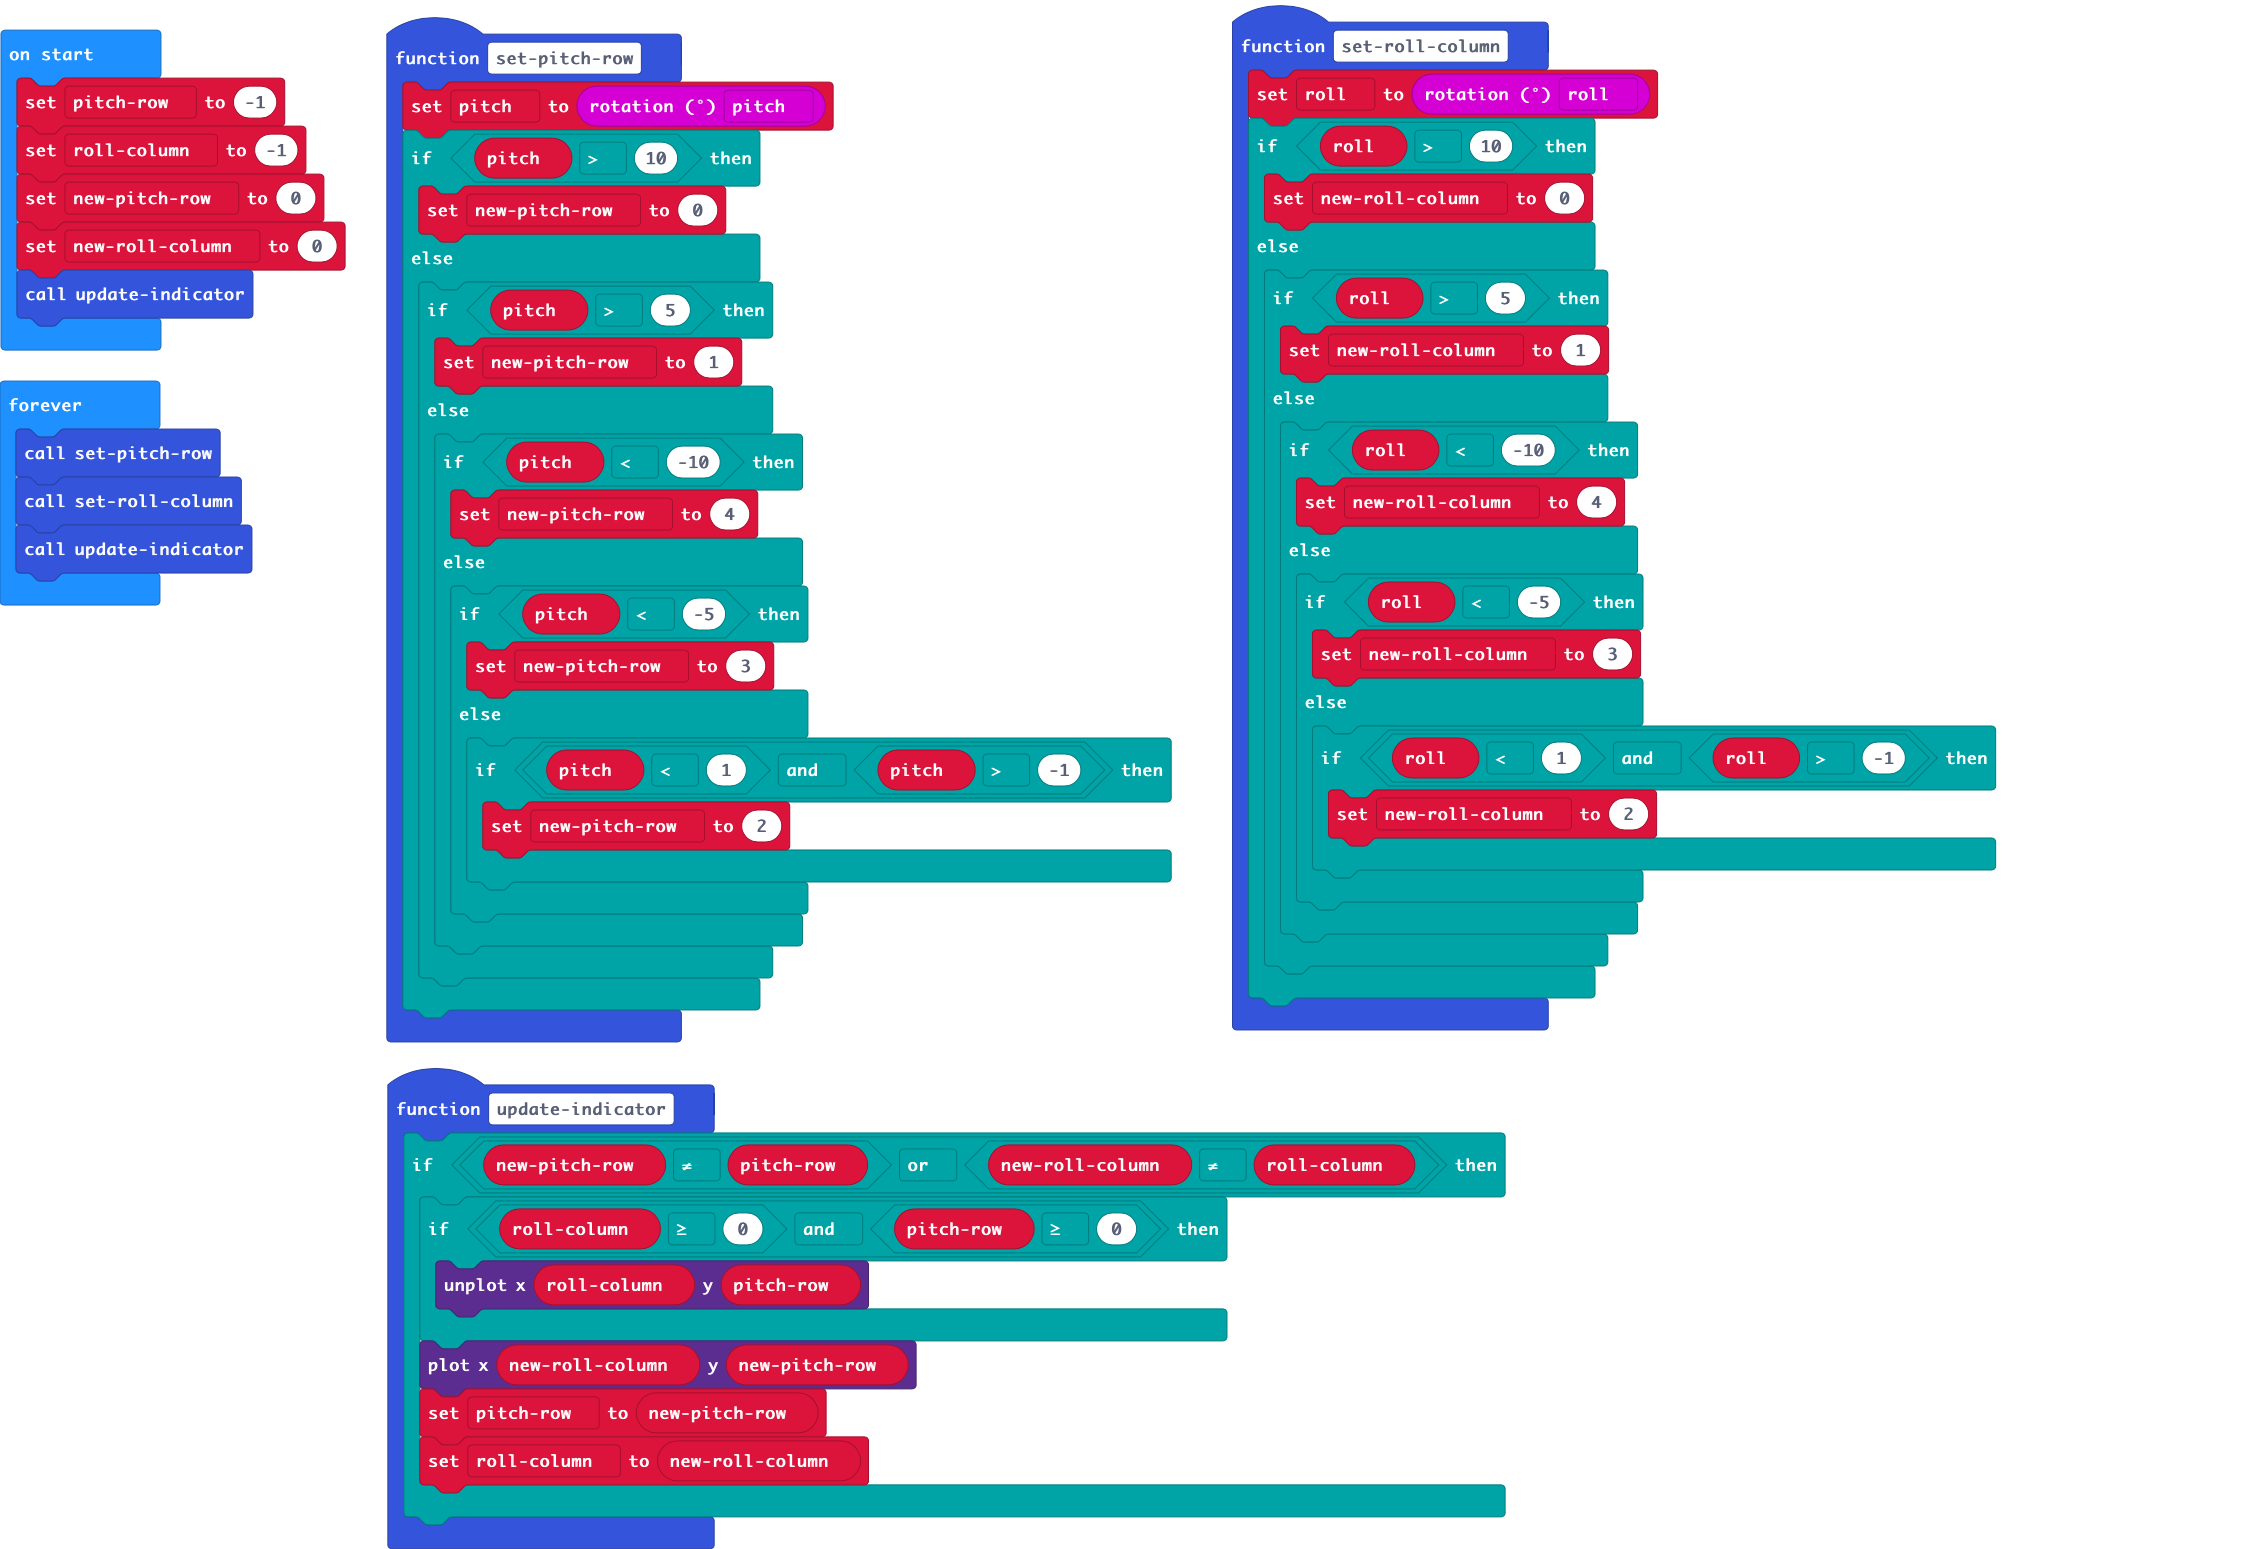 on start
set pitch-row to -1
set roll-column to -1
set new-pitch-row to 0
set new-roll-column to 0
call update-indicator
forever
call set-pitch-row
call set-roll-column
call update-indicator
function set-pitch-row
set pitch to rotation (°) pitch
if pitch > 10 then
set new-pitch-row to 0
else
if pitch > 5 then
set new-pitch-row to 1
else
if pitch < -10 then
set new-pitch-row to 4
else
if pitch < -5 then
set new-pitch-row to 3
else
if pitch < 1 and pitch > -1 then
set new-pitch-row to 2
function set-roll-column
set roll to rotation (°) roll
if roll > 10 then
set new-roll-column to 0
else
if roll > 5 then
set new-roll-column to 1
else
if roll < -10 then
set new-roll-column to 4
else
if roll < -5 then
set new-roll-column to 3
else
if roll < 1 and roll > -1 then
set new-roll-column to 2
function update-indicator
if new-pitch-row ≠ pitch-row or new-roll-column ≠ roll-column then
if roll-column ≥ 0 and pitch-row ≥ 0 then
unplot x roll-column y pitch-row
plot x new-roll-column y new-pitch-row
set pitch-row to new-pitch-row
set roll-column to new-roll-column